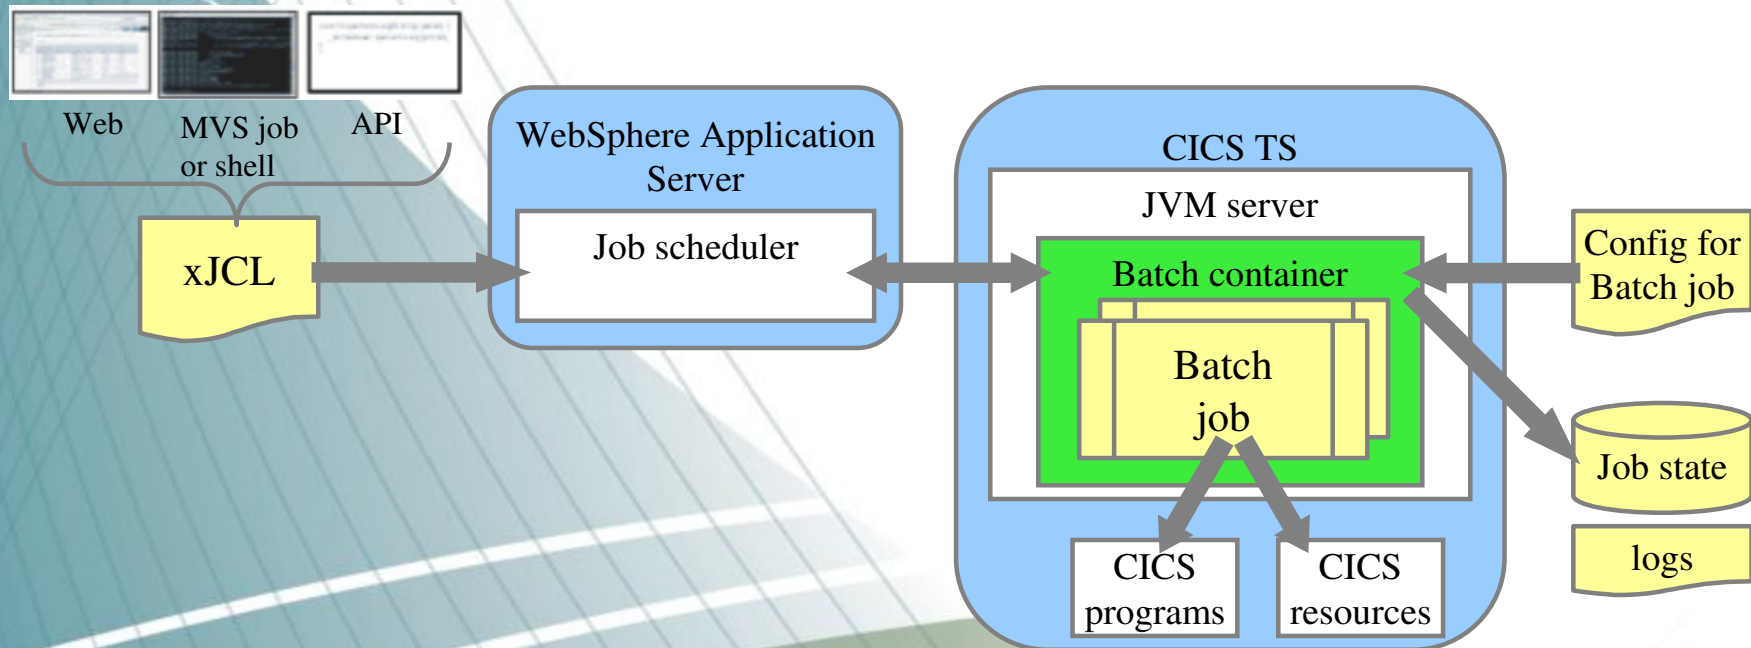 Web
MVS job
or shell
API
xJCL
WebSphere Application
Server
Job scheduler
CICS TS
JVM server
Batch container
Batch
job
CICS
programs
CICS
resources
Config for
Batch job
Job state
logs